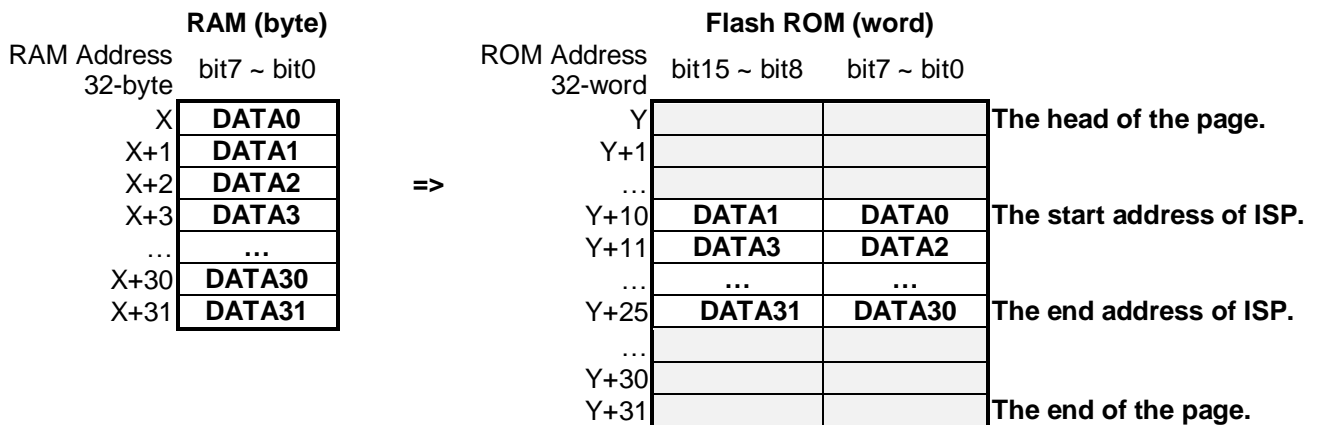 RAM (byte) Flash ROM (word)
RAM Address 32-byte bit7 ~ bit0 ROM Address 32-word bit15 ~ bit8 bit7 ~ bit0
X DATA0 Y The head of the page.
X+1 DATA1 Y+1
X+2 DATA2 => …
X+3 DATA3 Y+10 DATA1 DATA0 The start address of ISP.
… … Y+11 DATA3 DATA2
X+30 DATA30 … … …
X+31 DATA31 Y+25 DATA31 DATA30 The end address of ISP.
…
Y+30
Y+31 The end of the page.